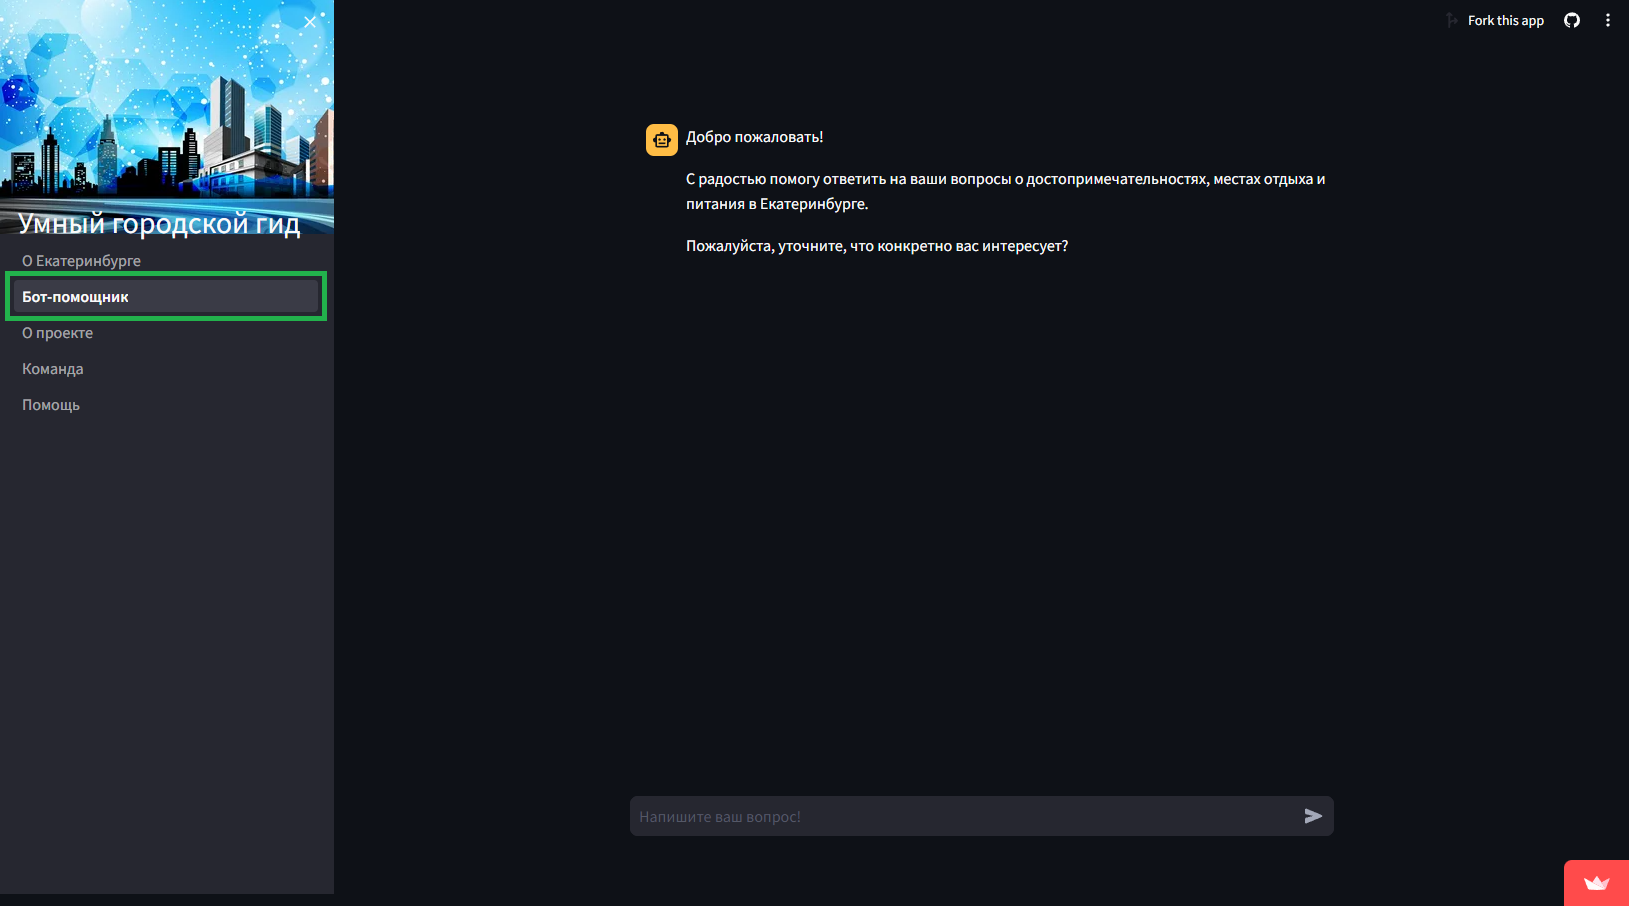 Умный городской гид
О Екатеринбурге
Бот-помощник
О проекте
Команда
Помощь
Fork this app
Добро пожаловать!
С радостью помогу ответить на ваши вопросы о достопримечательностях, местах отдыха и
питания в Екатеринбурге.
Пожалуйста, уточните, что конкретно вас интересует?
Напишите ваш вопрос!